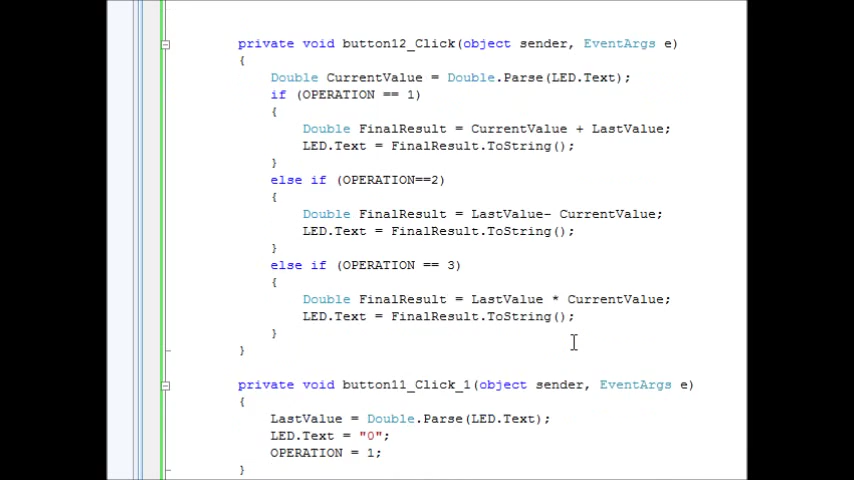 private void button12_Click(object sender, EventArgs e)
{
Double CurrentValue = Double.Parse(LED.Text);
if (OPERATION == 1)
{
Double FinalResult = CurrentValue + LastValue;
LED.Text = FinalResult.ToString();
}
else if (OPERATION==2)
{
Double FinalResult = LastValue- CurrentValue;
LED.Text = FinalResult.ToString();
}
else if (OPERATION == 3)
{
Double FinalResult = LastValue * CurrentValue;
LED.Text = FinalResult.ToString();
}
}
private void button11_Click_1(object sender, EventArgs e)
{
LastValue = Double.Parse(LED.Text);
LED.Text = "0";
OPERATION = 1;
}